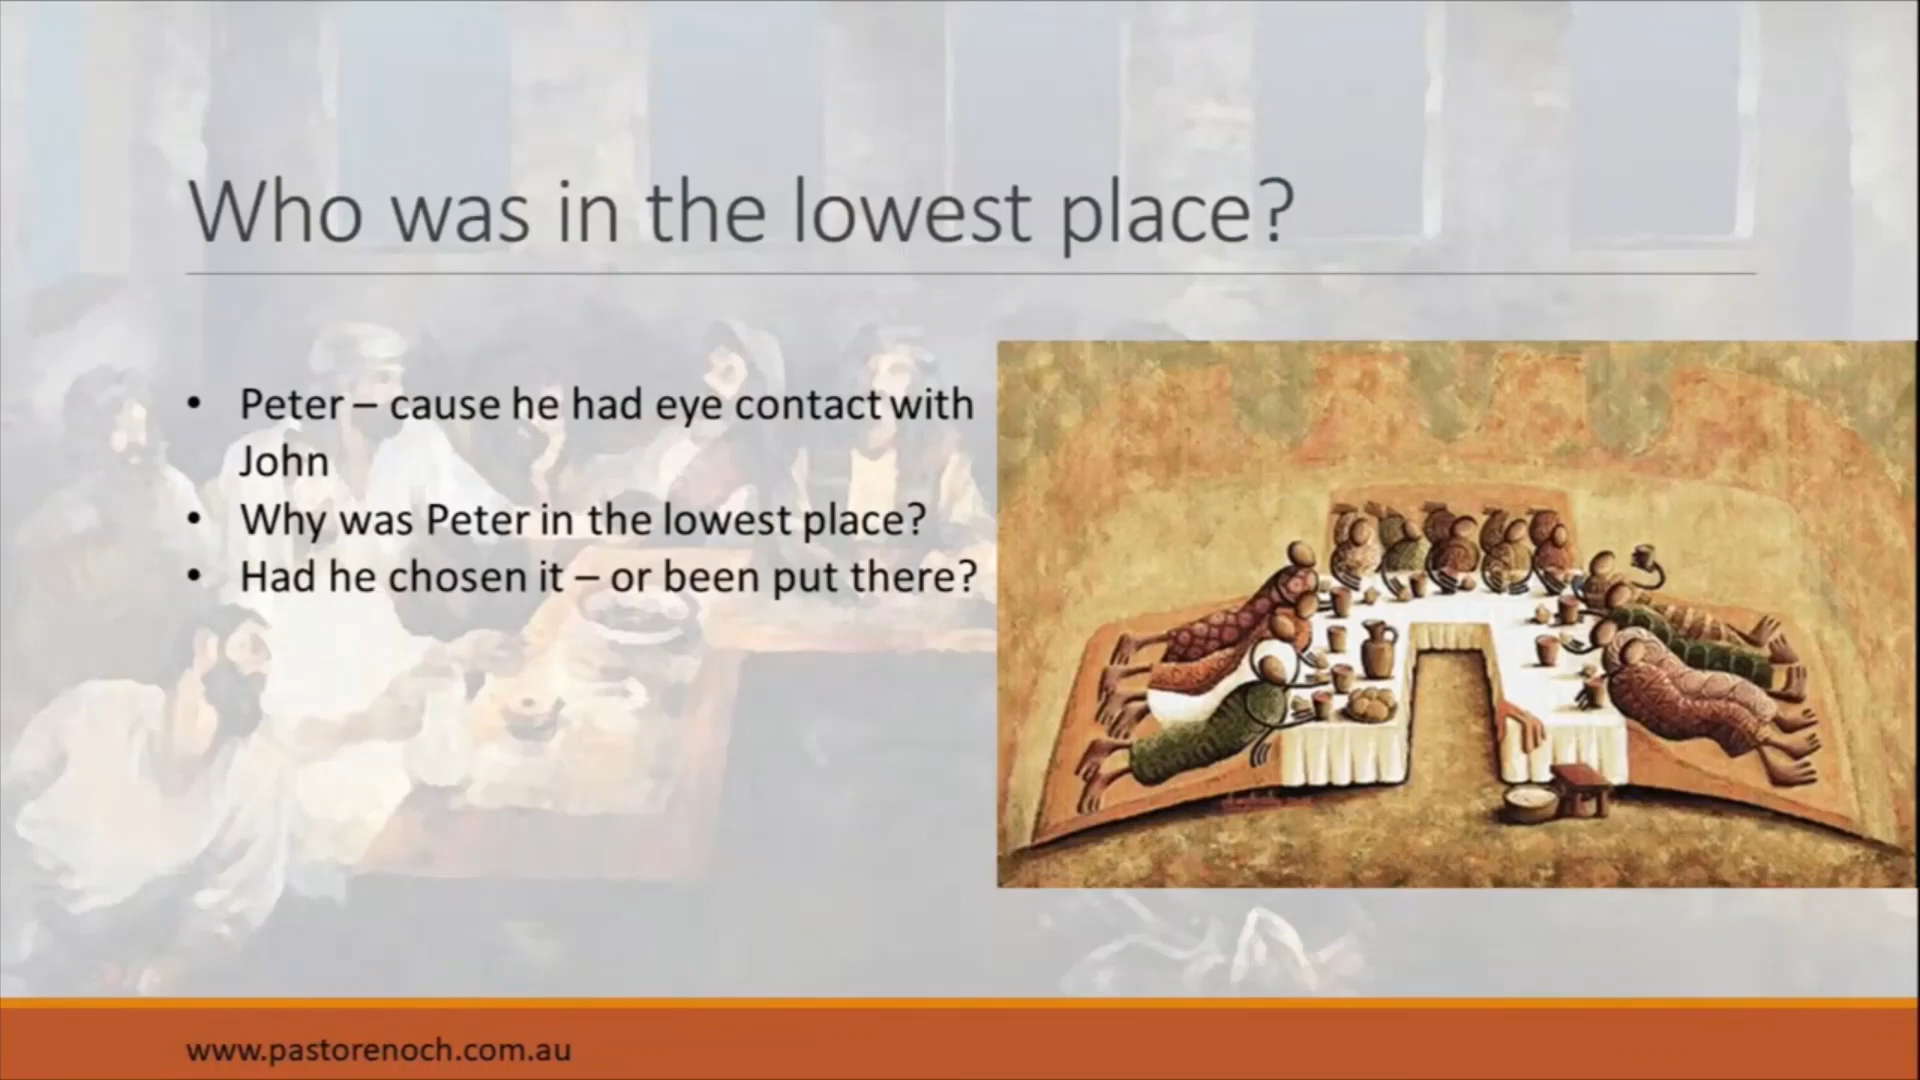 Who was in the lowest place?
• Peter – cause he had eye contact with
John
• Why was Peter in the lowest place?
• Had he chosen it – or been put there?
www.pastorenoch.com.au